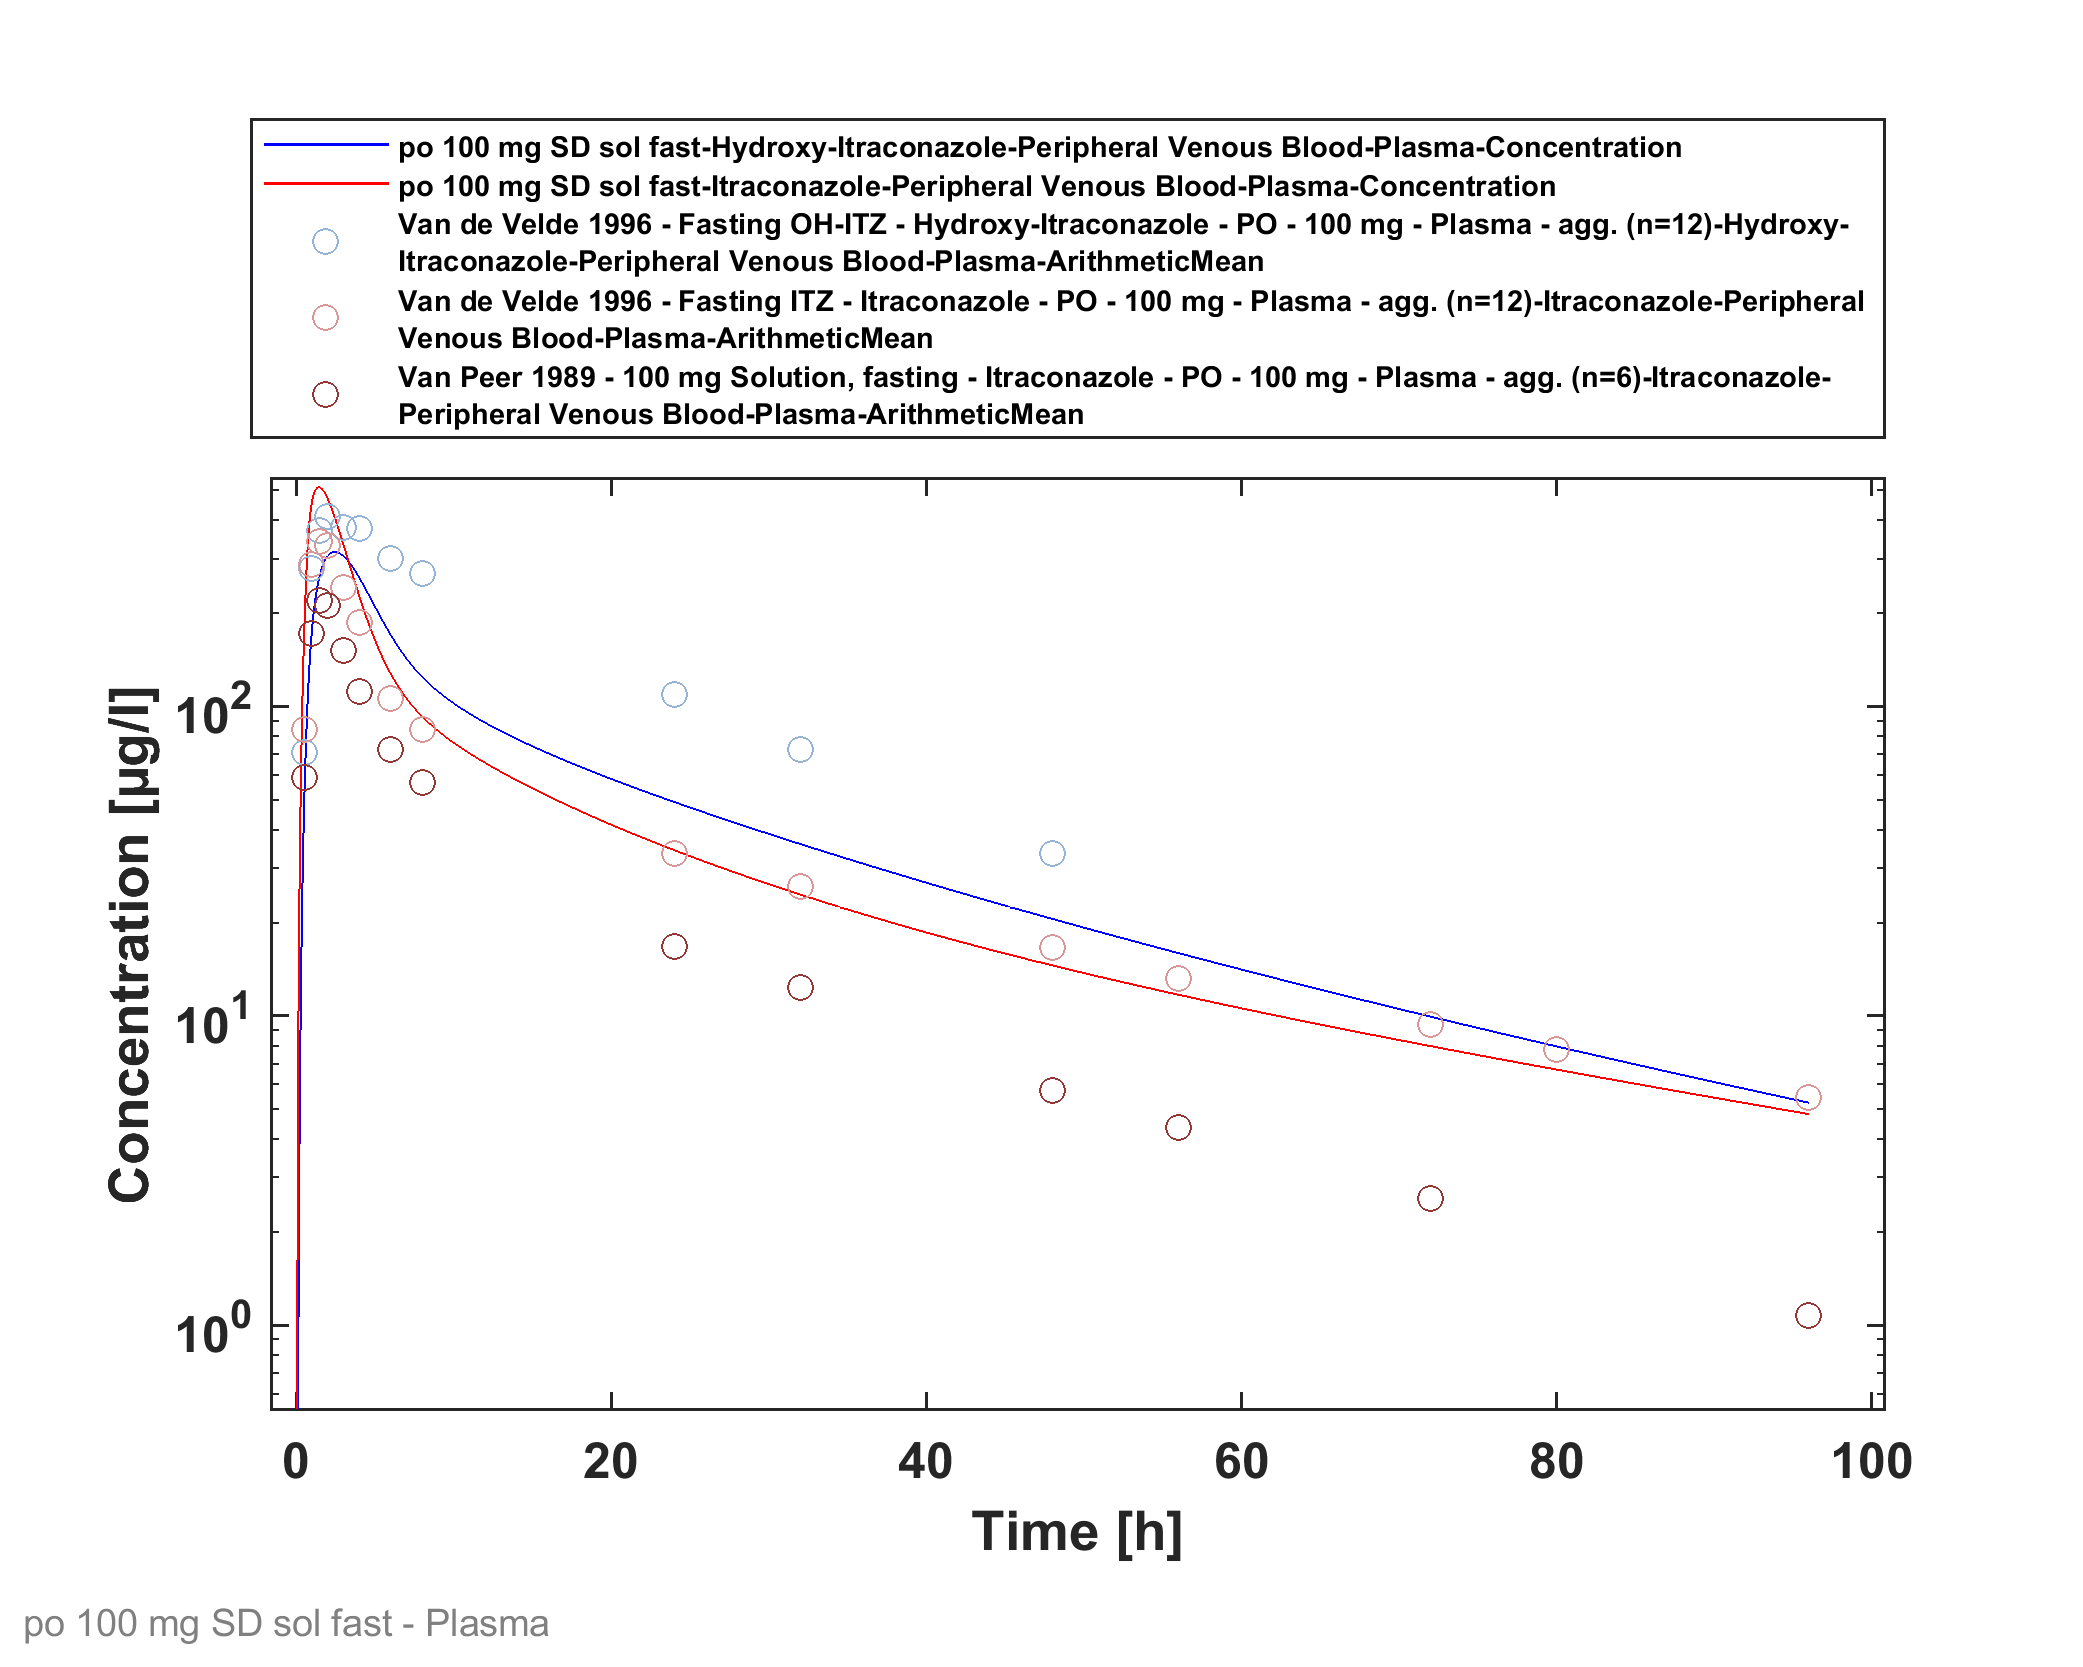 po 100 mg SD sol fast-Hydroxy-Itraconazole-Peripheral Venous Blood-Plasma-Concentration
po 100 mg SD sol fast-Itraconazole-Peripheral Venous Blood-Plasma-Concentration
Van de Velde 1996 - Fasting OH-ITZ - Hydroxy-Itraconazole - PO - 100 mg - Plasma - agg. (n=12)-Hydroxy-
Itraconazole-Peripheral Venous Blood-Plasma-ArithmeticMean
Van de Velde 1996 - Fasting ITZ - Itraconazole - PO - 100 mg - Plasma - agg. (n=12)-Itraconazole-Peripheral
Venous Blood-Plasma-ArithmeticMean
Van Peer 1989 - 100 mg Solution, fasting - Itraconazole - PO - 100 mg - Plasma - agg. (n=6)-Itraconazole-
Peripheral Venous Blood-Plasma-ArithmeticMean
Concentration [µg/l]
10²
10¹
10⁰
0 20 40 60 80 100
Time [h]
po 100 mg SD sol fast - Plasma